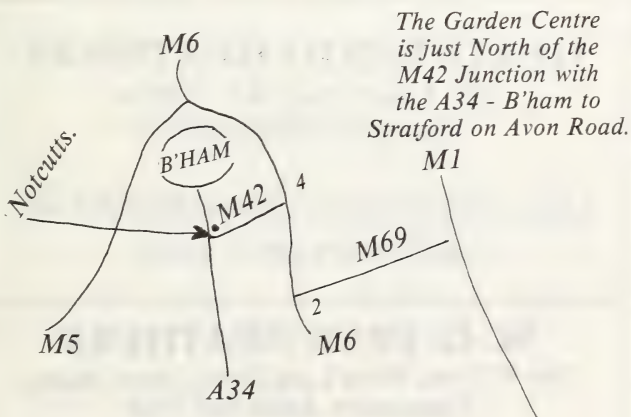 The Garden Centre
is just North of the
M42 Junction with
the A34 - B'ham to
Stratford on Avon Road.
M6
M1
B'HAM
Notcutts.
M42
4
M69
2
M5
M6
A34